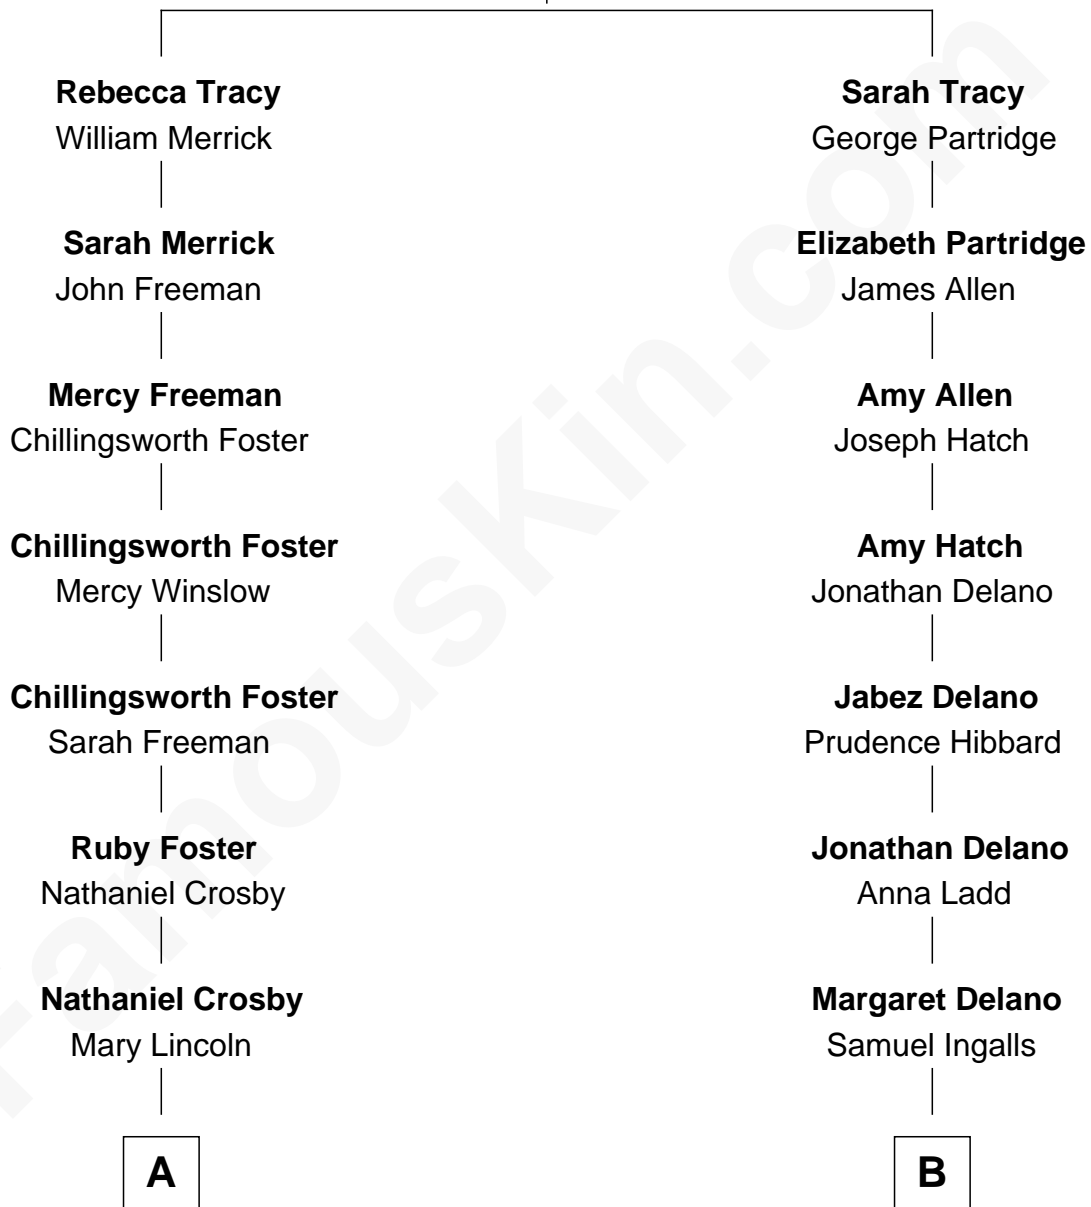 Rebecca Tracy
William Merrick
Sarah Merrick
John Freeman
Mercy Freeman
Chillingsworth Foster
Chillingsworth Foster
Mercy Winslow
Chillingsworth Foster
Sarah Freeman
Ruby Foster
Nathaniel Crosby
Nathaniel Crosby
Mary Lincoln
A
Sarah Tracy
George Partridge
Elizabeth Partridge
James Allen
Amy Allen
Joseph Hatch
Amy Hatch
Jonathan Delano
Jabez Delano
Prudence Hibbard
Jonathan Delano
Anna Ladd
Margaret Delano
Samuel Ingalls
B
FamousKin.com